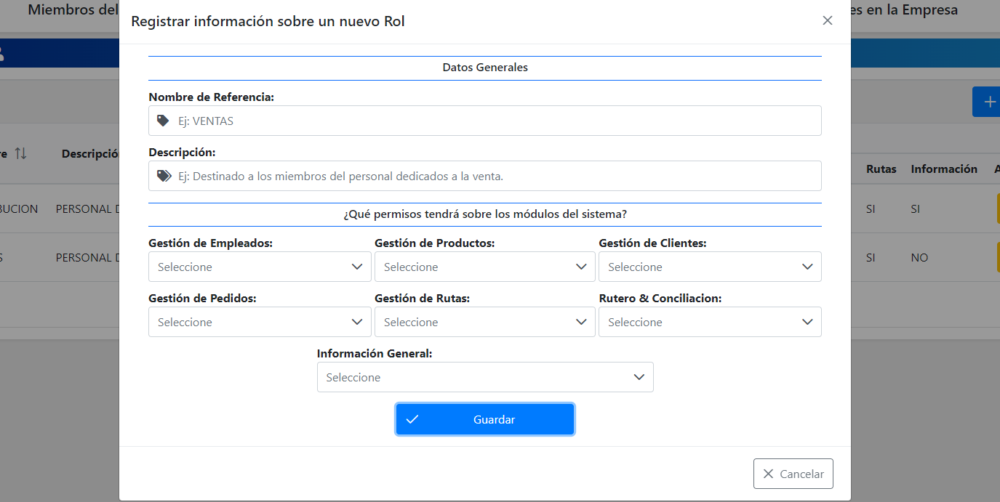 Miembros del
es en la Empresa
Registrar información sobre un nuevo Rol
Datos Generales
Nombre de Referencia:
Ej: VENTAS
Descripción:
Ej: Destinado a los miembros del personal dedicados a la venta.
¿Qué permisos tendrá sobre los módulos del sistema?
Gestión de Empleados: Gestión de Productos: Gestión de Clientes:
Seleccione Seleccione Seleccione
Gestión de Pedidos: Gestión de Rutas: Rutero & Conciliacion:
Seleccione Seleccione Seleccione
Información General:
Seleccione
Guardar
Cancelar
re Descripció
BUCION PERSONAL D
S PERSONAL D
Rutas Información A
SI SI
SI NO